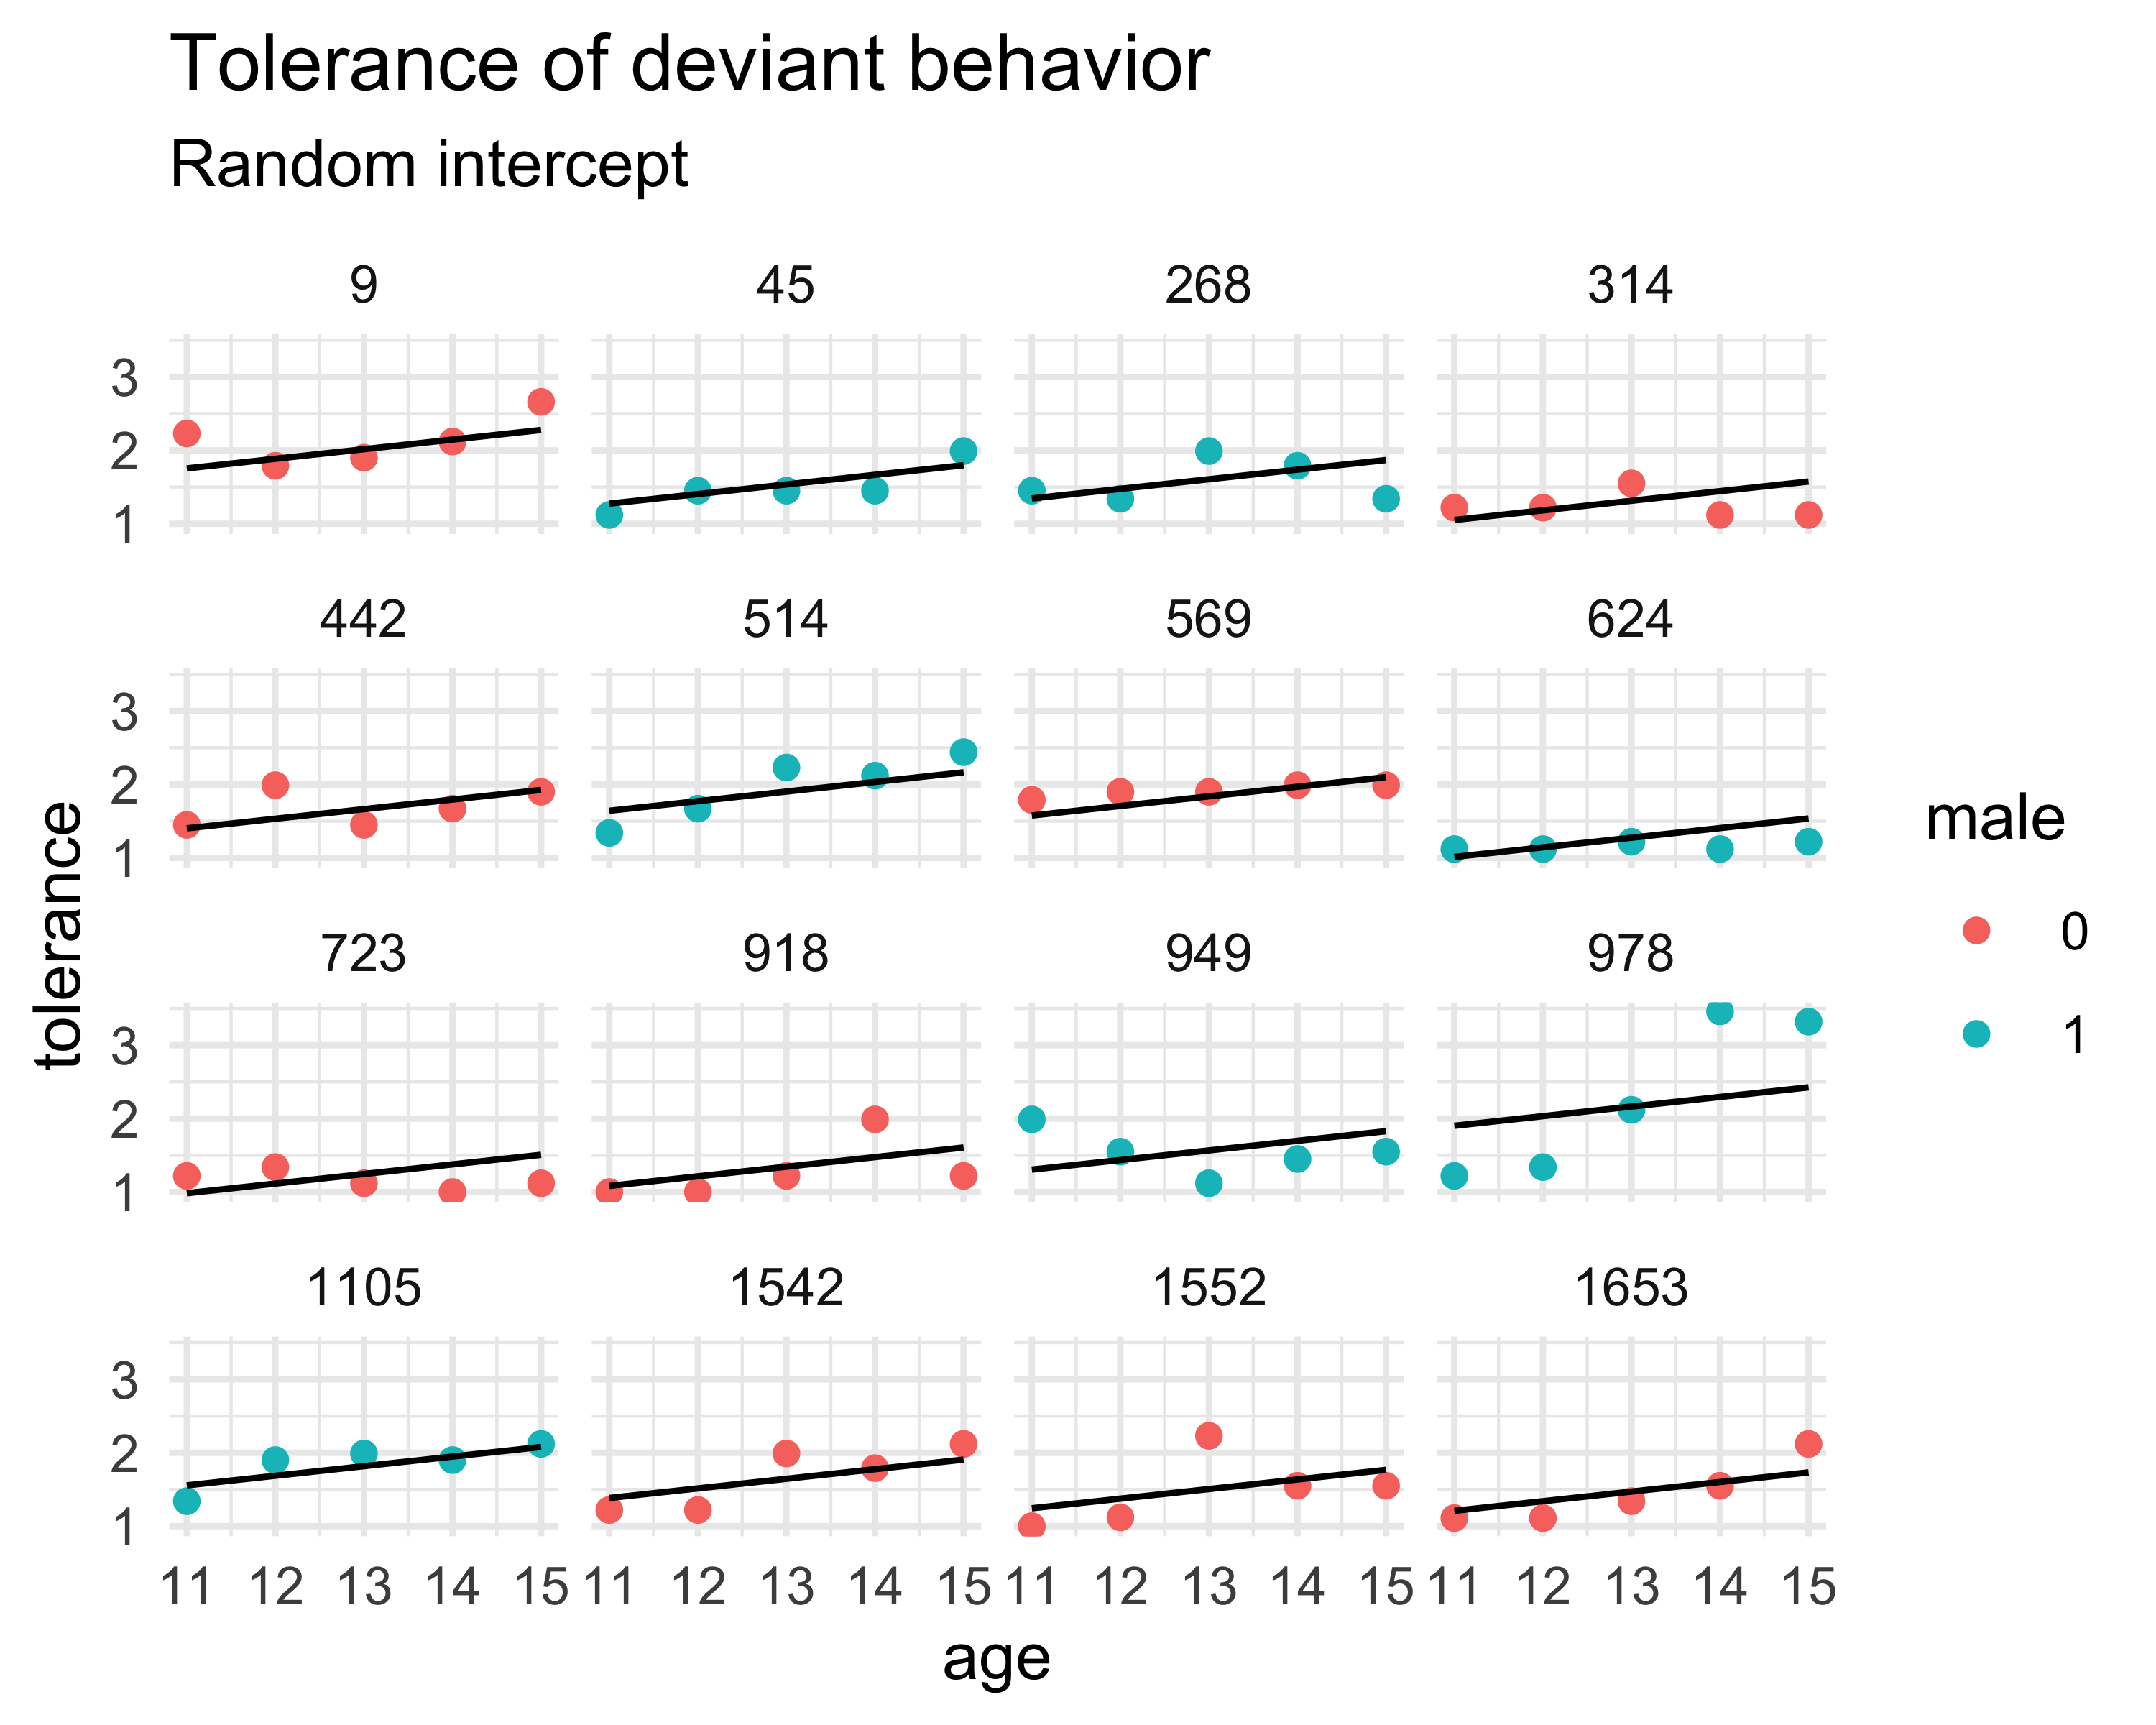 Tolerance of deviant behavior
Random intercept
9 45 268 314
3
2
1
442 514 569 624
3
2
1
723 918 949 978
3
2
1
1105 1542 1552 1653
3
2
1
11 12 13 14 15 11 12 13 14 15 11 12 13 14 15 11 12 13 14 15
age
tolerance
male
0
1